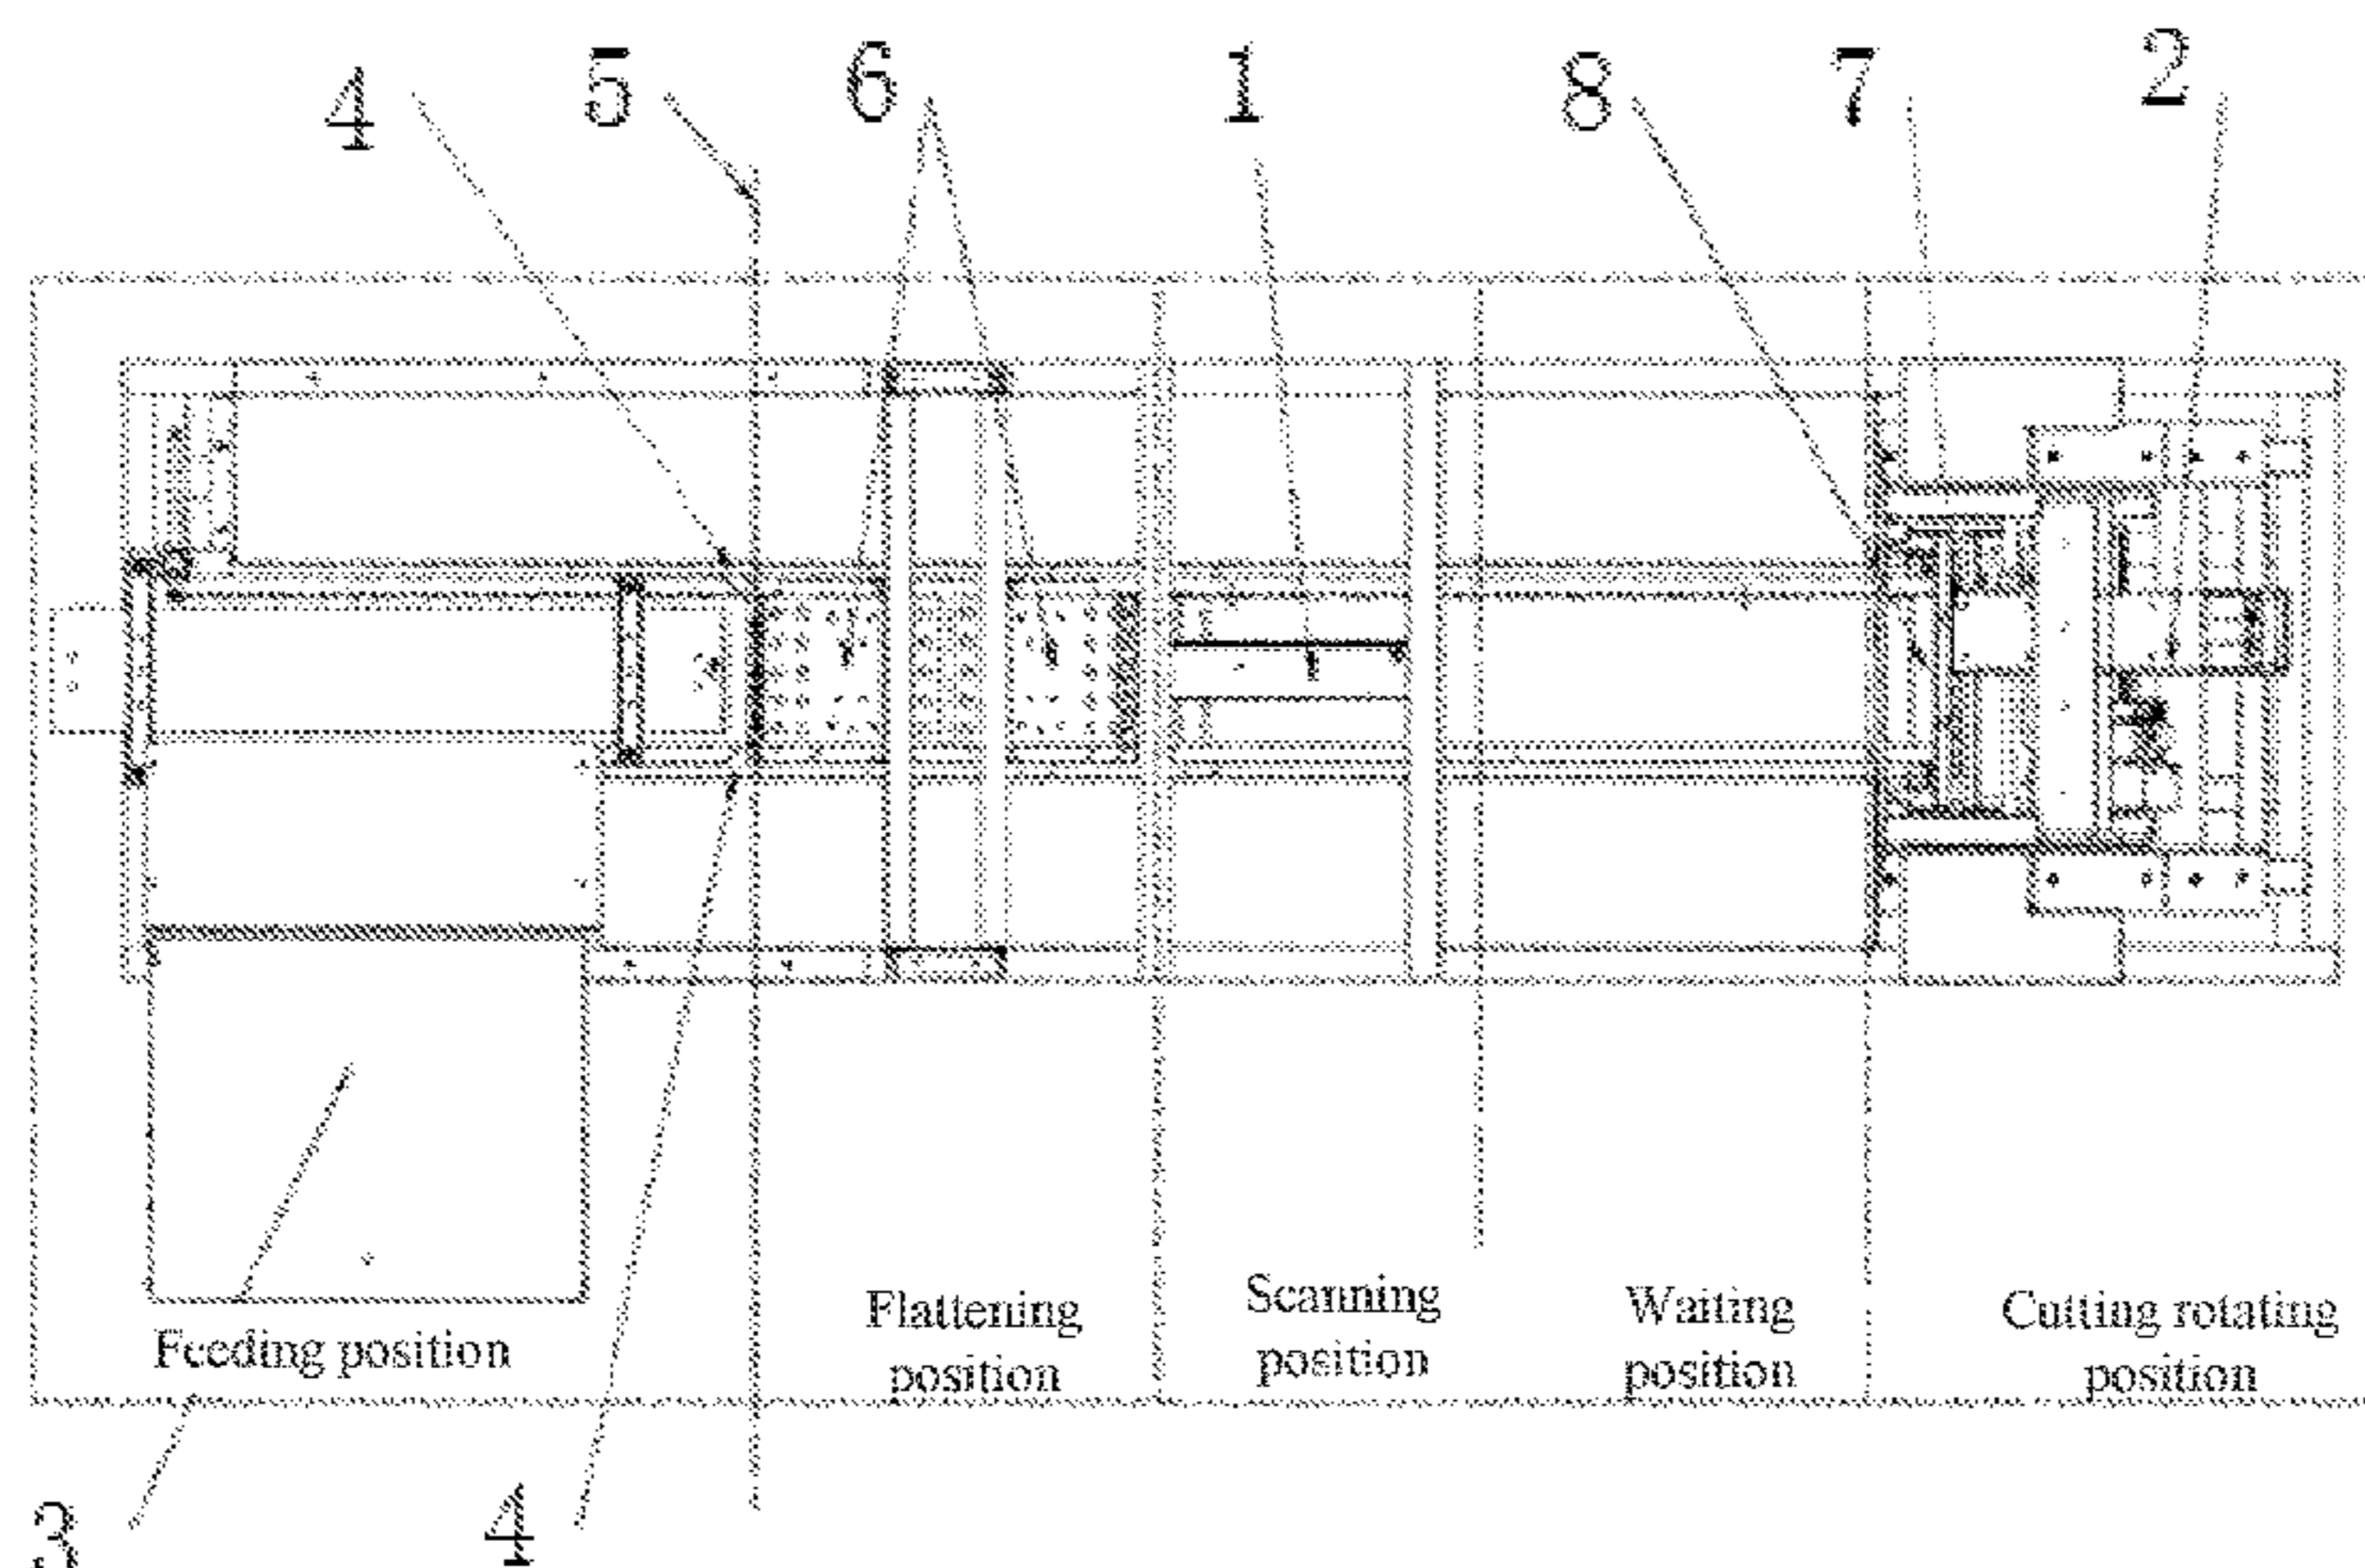 4 5 6 1 8 7 2
Feeding position
Flattening
position
Scanning
position
Waiting
position
Cutting rotating
position
3 4